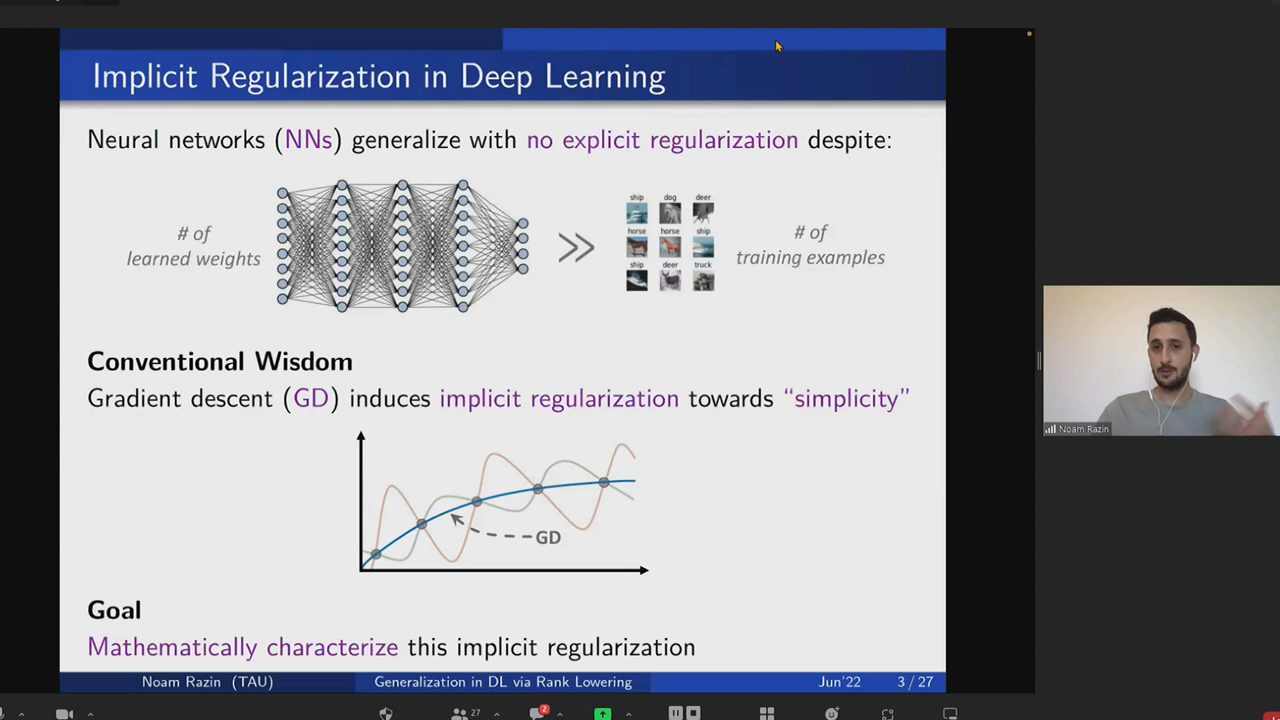 Implicit Regularization in Deep Learning
Neural networks (NNs) generalize with no explicit regularization despite:
# of
learned weights
≫
ship dog deer
horse horse ship
ship deer truck
# of
training examples
Conventional Wisdom
Gradient descent (GD) induces implicit regularization towards “simplicity”
GD
Goal
Mathematically characterize this implicit regularization
Noam Razin (TAU) Generalization in DL via Rank Lowering Jun'22 3 / 27
Noam Razin
27
2